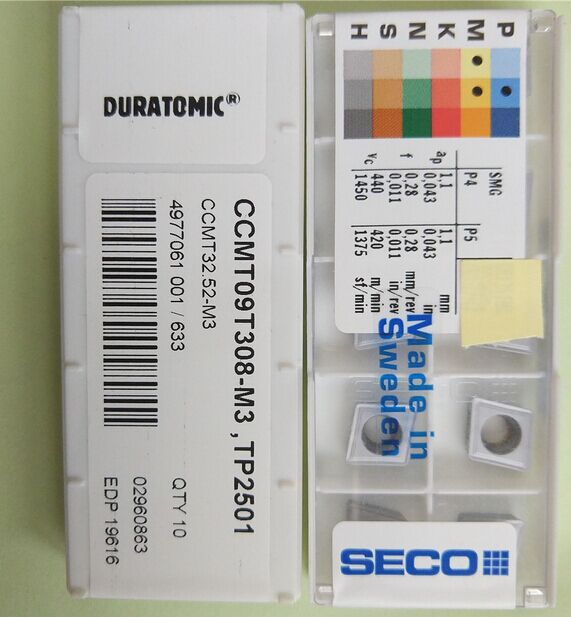 DURATOMIC®
CCMT09T308-M3 ,TP2501
CCMT32.52-M3
4977061 001 / 633
QTY 10
02960863
EDP 19616
P M K N S H
SMG P4 P5
ap 1,1 1,1 mm
0,043 0,043 in
f 0,28 0,28 mm/rev
0,011 0,011 in/rev
vc 440 420 m/min
1450 1375 sf/min
Made in
Sweden
SECO